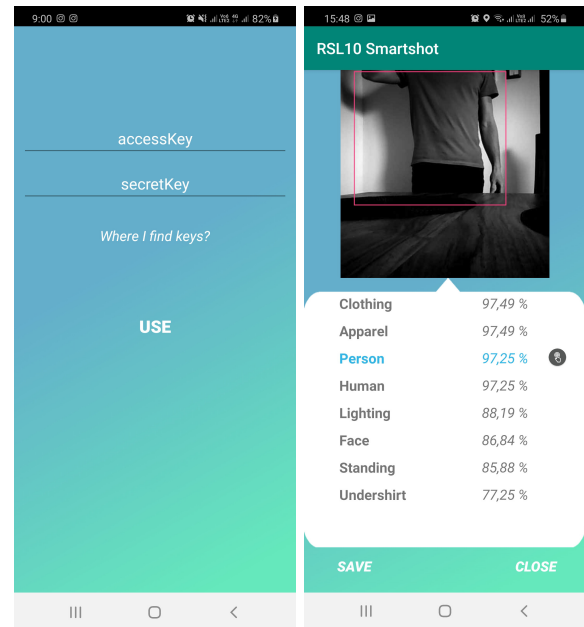 9:00
82%
accessKey
secretKey
Where I find keys?
USE
15:48
52%
RSL10 Smartshot
Clothing 97,49 %
Apparel 97,49 %
Person 97,25 %
Human 97,25 %
Lighting 88,19 %
Face 86,84 %
Standing 85,88 %
Undershirt 77,25 %
SAVE CLOSE